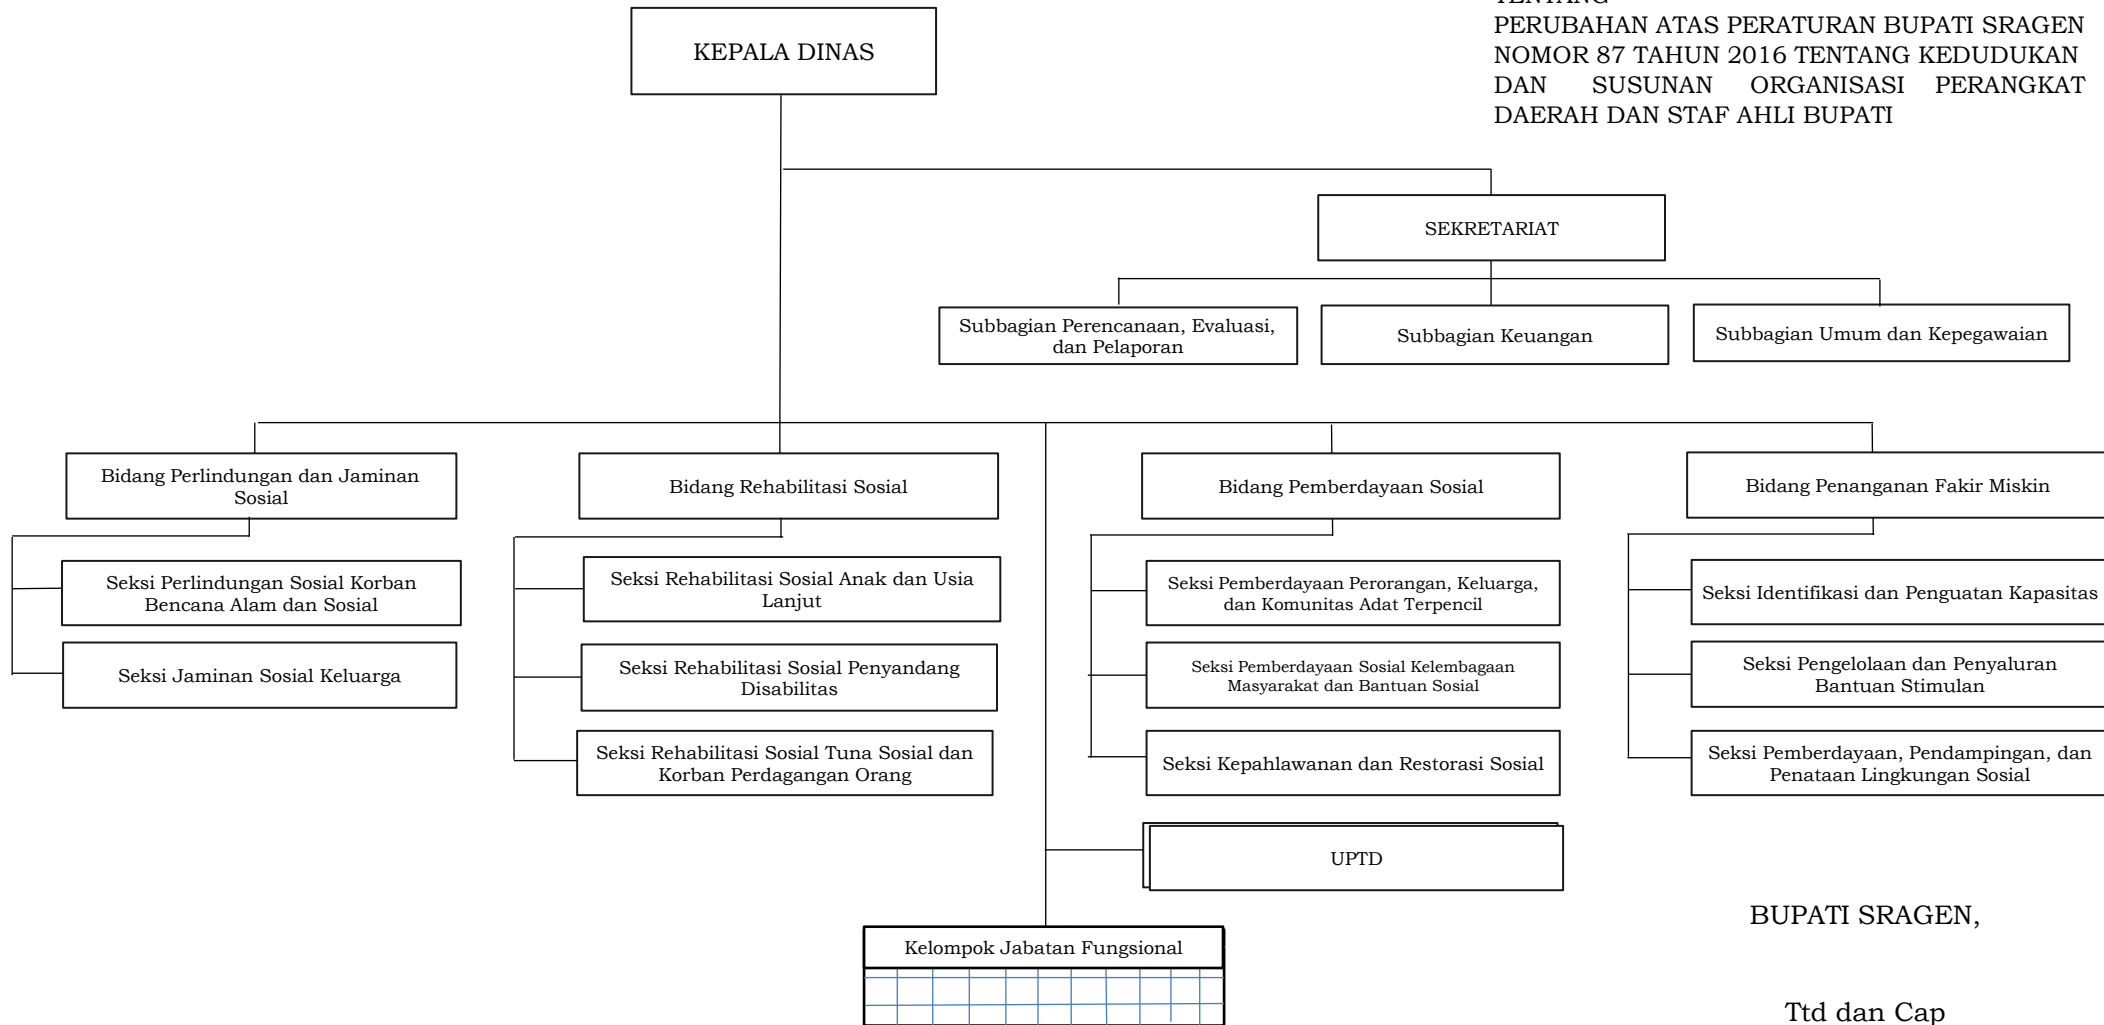 TENTANG
PERUBAHAN ATAS PERATURAN BUPATI SRAGEN
NOMOR 87 TAHUN 2016 TENTANG KEDUDUKAN
DAN SUSUNAN ORGANISASI PERANGKAT
DAERAH DAN STAF AHLI BUPATI
KEPALA DINAS
SEKRETARIAT
Subbagian Perencanaan, Evaluasi,
dan Pelaporan
Subbagian Keuangan
Subbagian Umum dan Kepegawaian
Bidang Perlindungan dan Jaminan
Sosial
Seksi Perlindungan Sosial Korban
Bencana Alam dan Sosial
Seksi Jaminan Sosial Keluarga
Bidang Rehabilitasi Sosial
Seksi Rehabilitasi Sosial Anak dan Usia
Lanjut
Seksi Rehabilitasi Sosial Penyandang
Disabilitas
Seksi Rehabilitasi Sosial Tuna Sosial dan
Korban Perdagangan Orang
Bidang Pemberdayaan Sosial
Seksi Pemberdayaan Perorangan, Keluarga,
dan Komunitas Adat Terpencil
Seksi Pemberdayaan Sosial Kelembagaan
Masyarakat dan Bantuan Sosial
Seksi Kepahlawanan dan Restorasi Sosial
Bidang Penanganan Fakir Miskin
Seksi Identifikasi dan Penguatan Kapasitas
Seksi Pengelolaan dan Penyaluran
Bantuan Stimulan
Seksi Pemberdayaan, Pendampingan, dan
Penataan Lingkungan Sosial
UPTD
Kelompok Jabatan Fungsional
BUPATI SRAGEN,
Ttd dan Cap